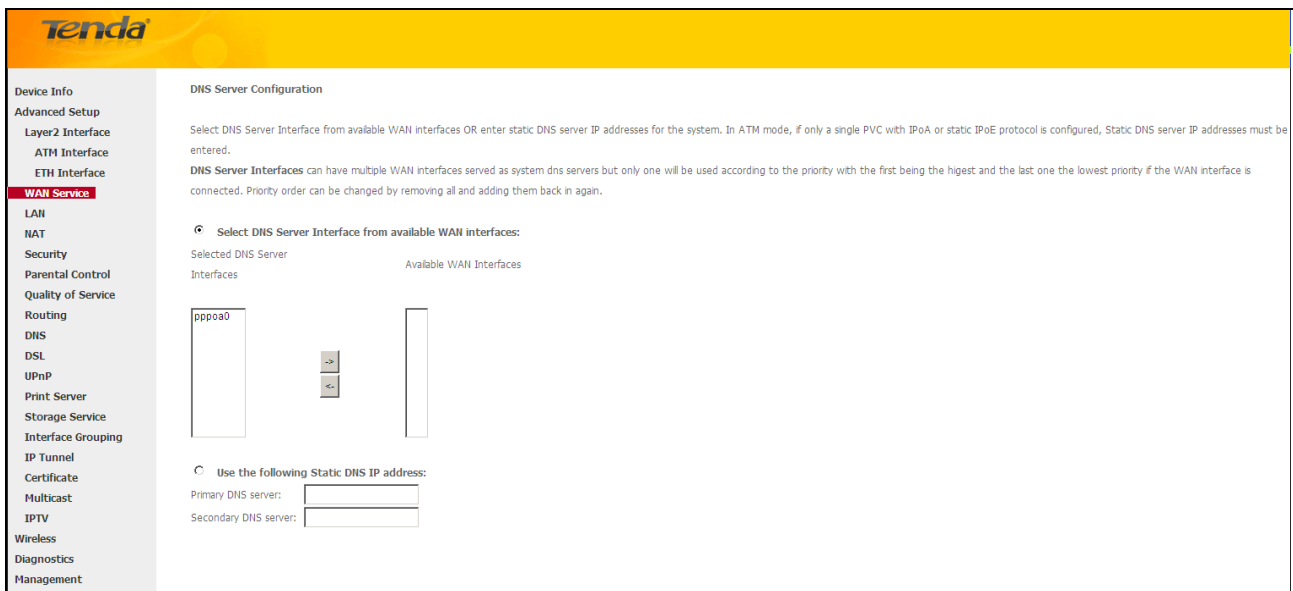 Tenda
Device Info
Advanced Setup
Layer2 Interface
ATM Interface
ETH Interface
WAN Service
LAN
NAT
Security
Parental Control
Quality of Service
Routing
DNS
DSL
UPnP
Print Server
Storage Service
Interface Grouping
IP Tunnel
Certificate
Multicast
IPTV
Wireless
Diagnostics
Management
DNS Server Configuration
Select DNS Server Interface from available WAN interfaces OR enter static DNS server IP addresses for the system. In ATM mode, if only a single PVC with IPoA or static IPoE protocol is configured, Static DNS server IP addresses must be
entered.
DNS Server Interfaces can have multiple WAN interfaces served as system dns servers but only one will be used according to the priority with the first being the higest and the last one the lowest priority if the WAN interface is
connected. Priority order can be changed by removing all and adding them back in again.
Select DNS Server Interface from available WAN interfaces:
Selected DNS Server
Interfaces
Available WAN Interfaces
pppoa0
->
<-
Use the following Static DNS IP address:
Primary DNS server:
Secondary DNS server: